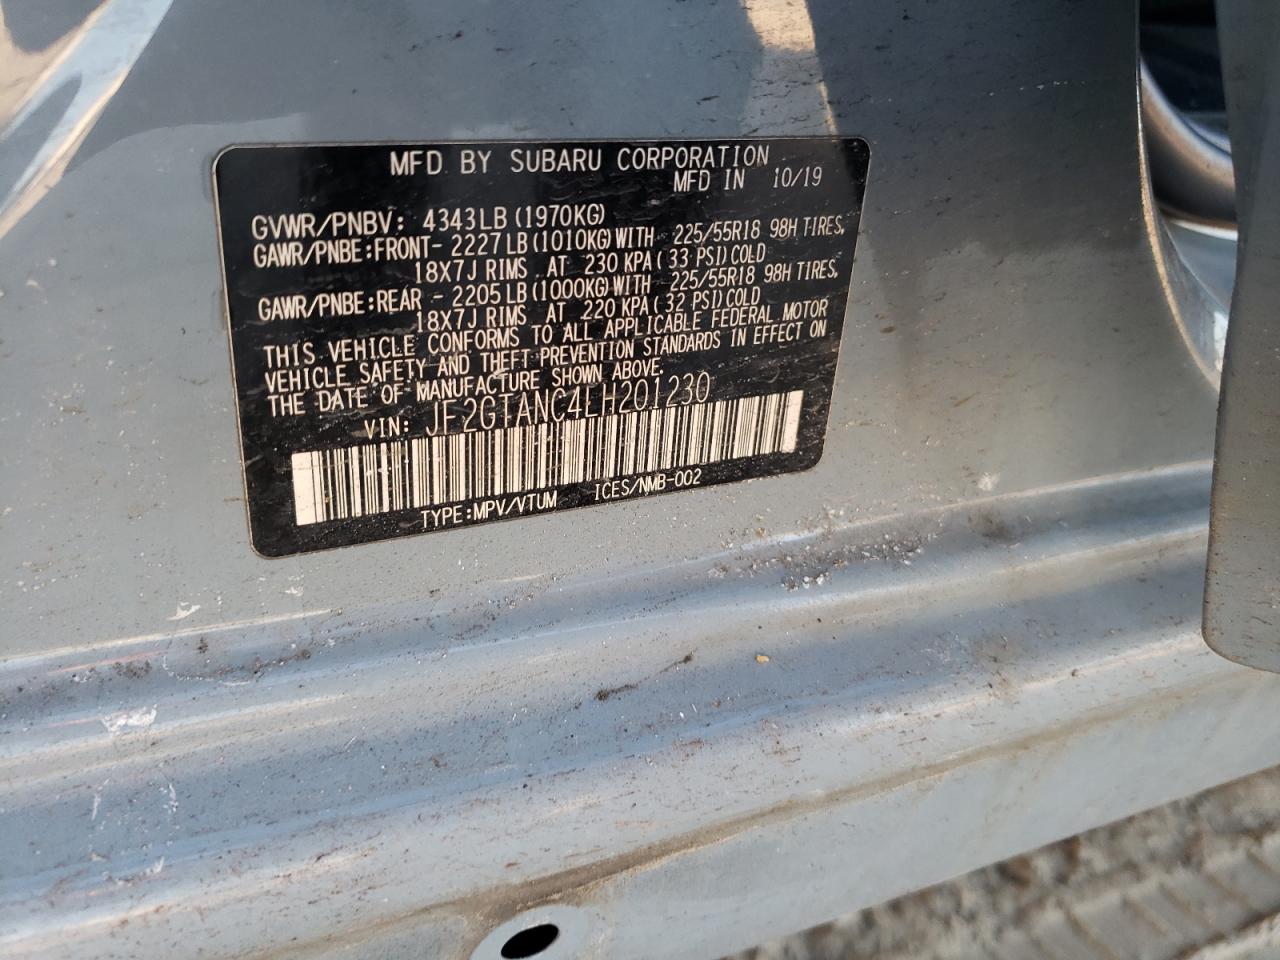 MFD BY SUBARU CORPORATION
MFD IN 10/19
GVWR/PNBV: 4343LB (1970KG)
GAWR/PNBE:FRONT- 2227LB (1010KG) WITH 225/55R18 98H TIRES,
18X7J RIMS AT 230 KPA (33 PSI) COLD
GAWR/PNBE:REAR - 2205LB (1000KG) WITH 225/55R18 98H TIRES,
18X7J RIMS AT 220 KPA (32 PSI) COLD
THIS VEHICLE CONFORMS TO ALL APPLICABLE FEDERAL MOTOR
VEHICLE SAFETY AND THEFT PREVENTION STANDARDS IN EFFECT ON
THE DATE OF MANUFACTURE SHOWN ABOVE.
VIN: JF2GTANC4LH201230
TYPE:MPV/VTUM ICES/NMB-002